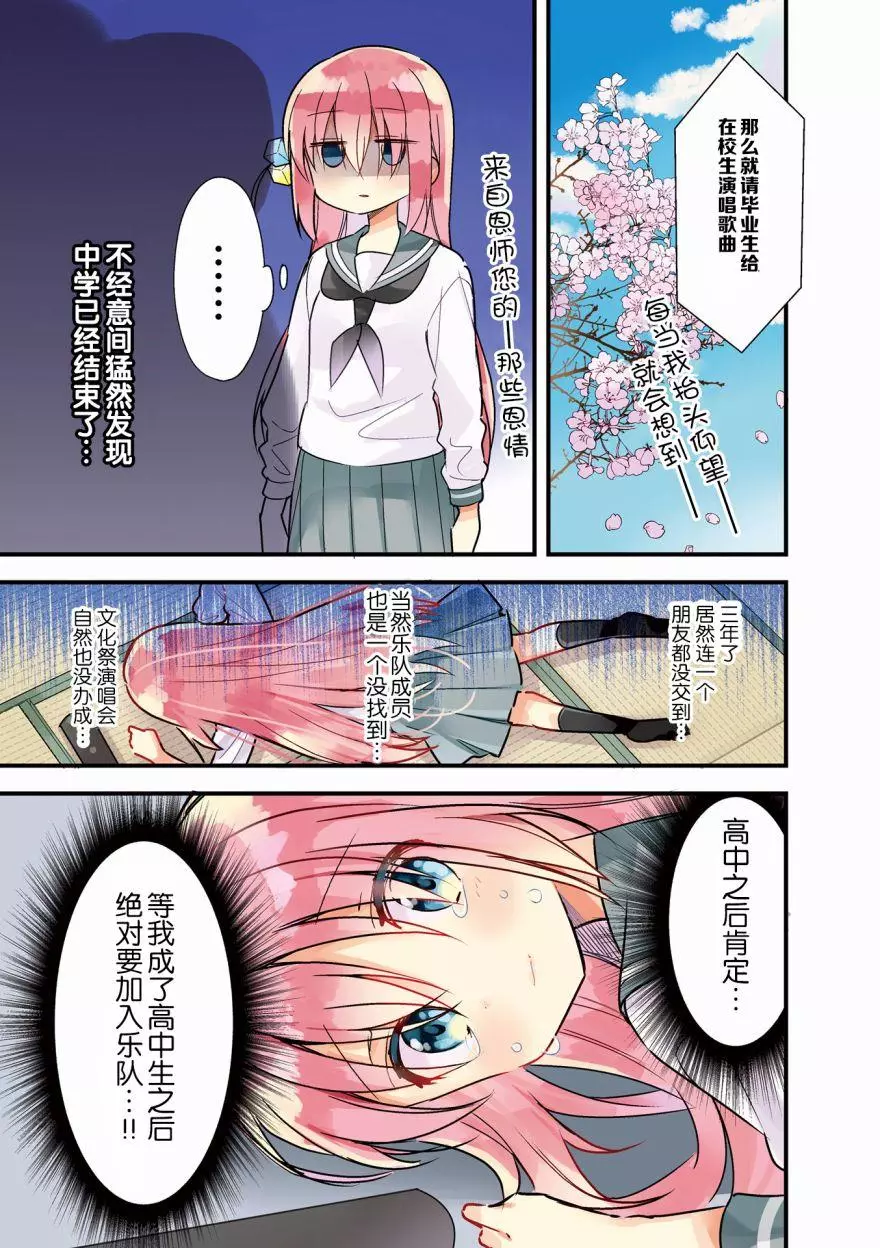 那么就请毕业生给
在校生演唱歌曲
每当我抬头仰望——
就会想到——
来自恩师您的—那些恩情
……
不经意间猛然发现
中学已经结束了…
三年了
居然连一个
朋友都没交到…
当然乐队成员
也是一个没找到…
文化祭演唱会
自然也没办成…
高中之后肯定…
等我成了高中生之后
绝对要加入乐队…!!